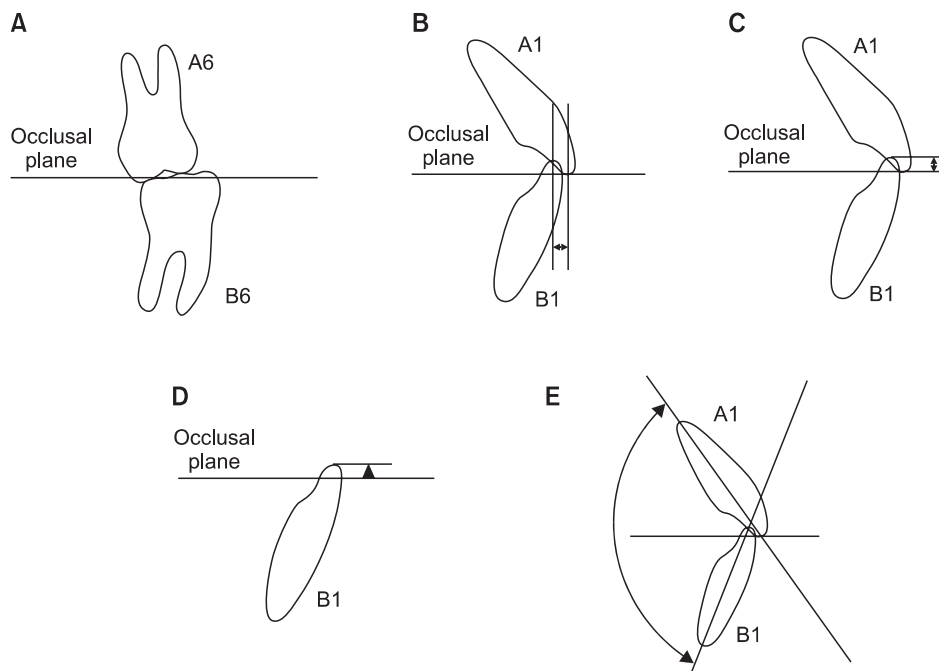 A
A6
Occlusal
plane
B6
B
A1
Occlusal
plane
B1
C
A1
Occlusal
plane
B1
D
Occlusal
plane
B1
E
A1
B1